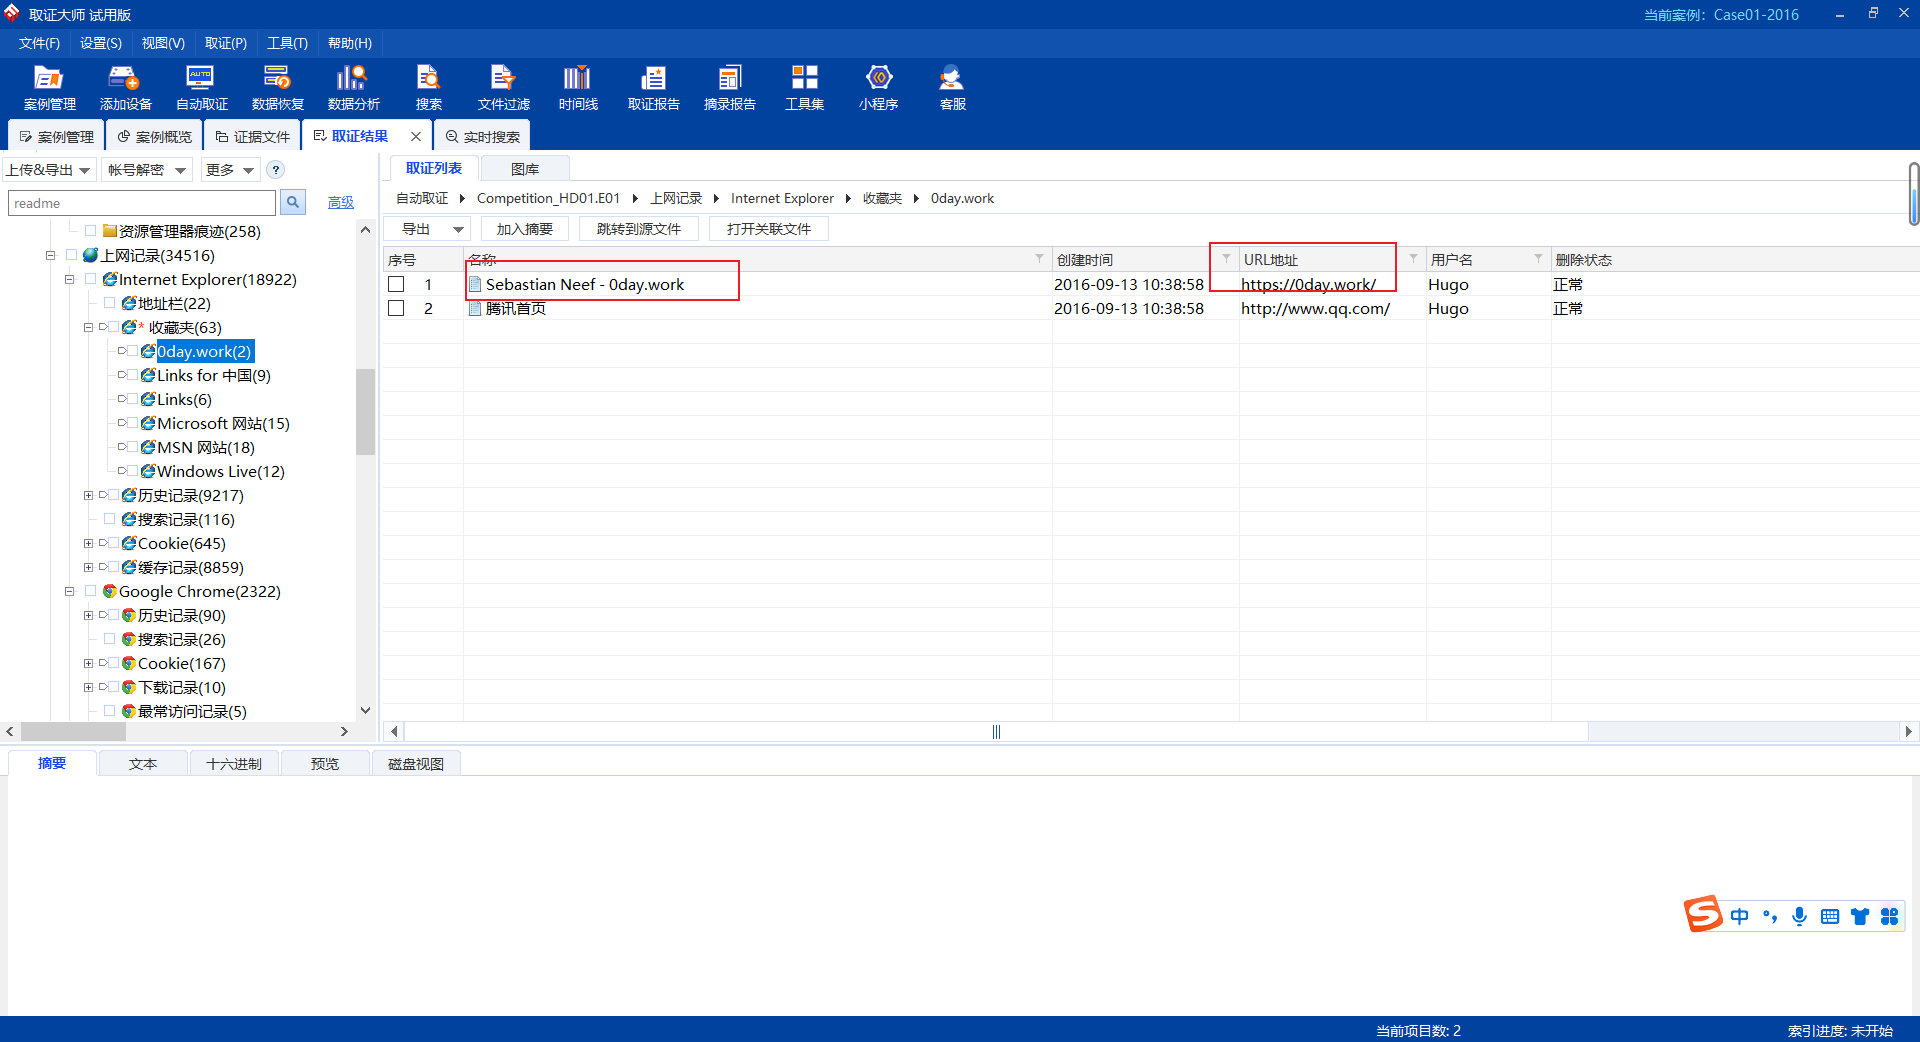 取证大师 试用版
当前案例：Case01-2016
文件(F) 设置(S) 视图(V) 取证(P) 工具(T) 帮助(H)
案例管理 添加设备 自动取证 数据恢复 数据分析 搜索 文件过滤 时间线 取证报告 摘录报告 工具集 小程序 客服
案例管理 案例概览 证据文件 取证结果 实时搜索
上传&导出 帐号解密 更多 ?
readme 高级
资源管理器痕迹(258)
上网记录(34516)
Internet Explorer(18922)
地址栏(22)
* 收藏夹(63)
0day.work(2)
Links for 中国(9)
Links(6)
Microsoft 网站(15)
MSN 网站(18)
Windows Live(12)
历史记录(9217)
搜索记录(116)
Cookie(645)
缓存记录(8859)
Google Chrome(2322)
历史记录(90)
搜索记录(26)
Cookie(167)
下载记录(10)
最常访问记录(5)
取证列表 图库
自动取证 Competition_HD01.E01 上网记录 Internet Explorer 收藏夹 0day.work
导出 加入摘要 跳转到源文件 打开关联文件
序号 名称 创建时间 URL地址 用户名 删除状态
1 Sebastian Neef - 0day.work 2016-09-13 10:38:58 https://0day.work/ Hugo 正常
2 腾讯首页 2016-09-13 10:38:58 http://www.qq.com/ Hugo 正常
摘要 文本 十六进制 预览 磁盘视图
S 中
当前项目数: 2
索引进度: 未开始